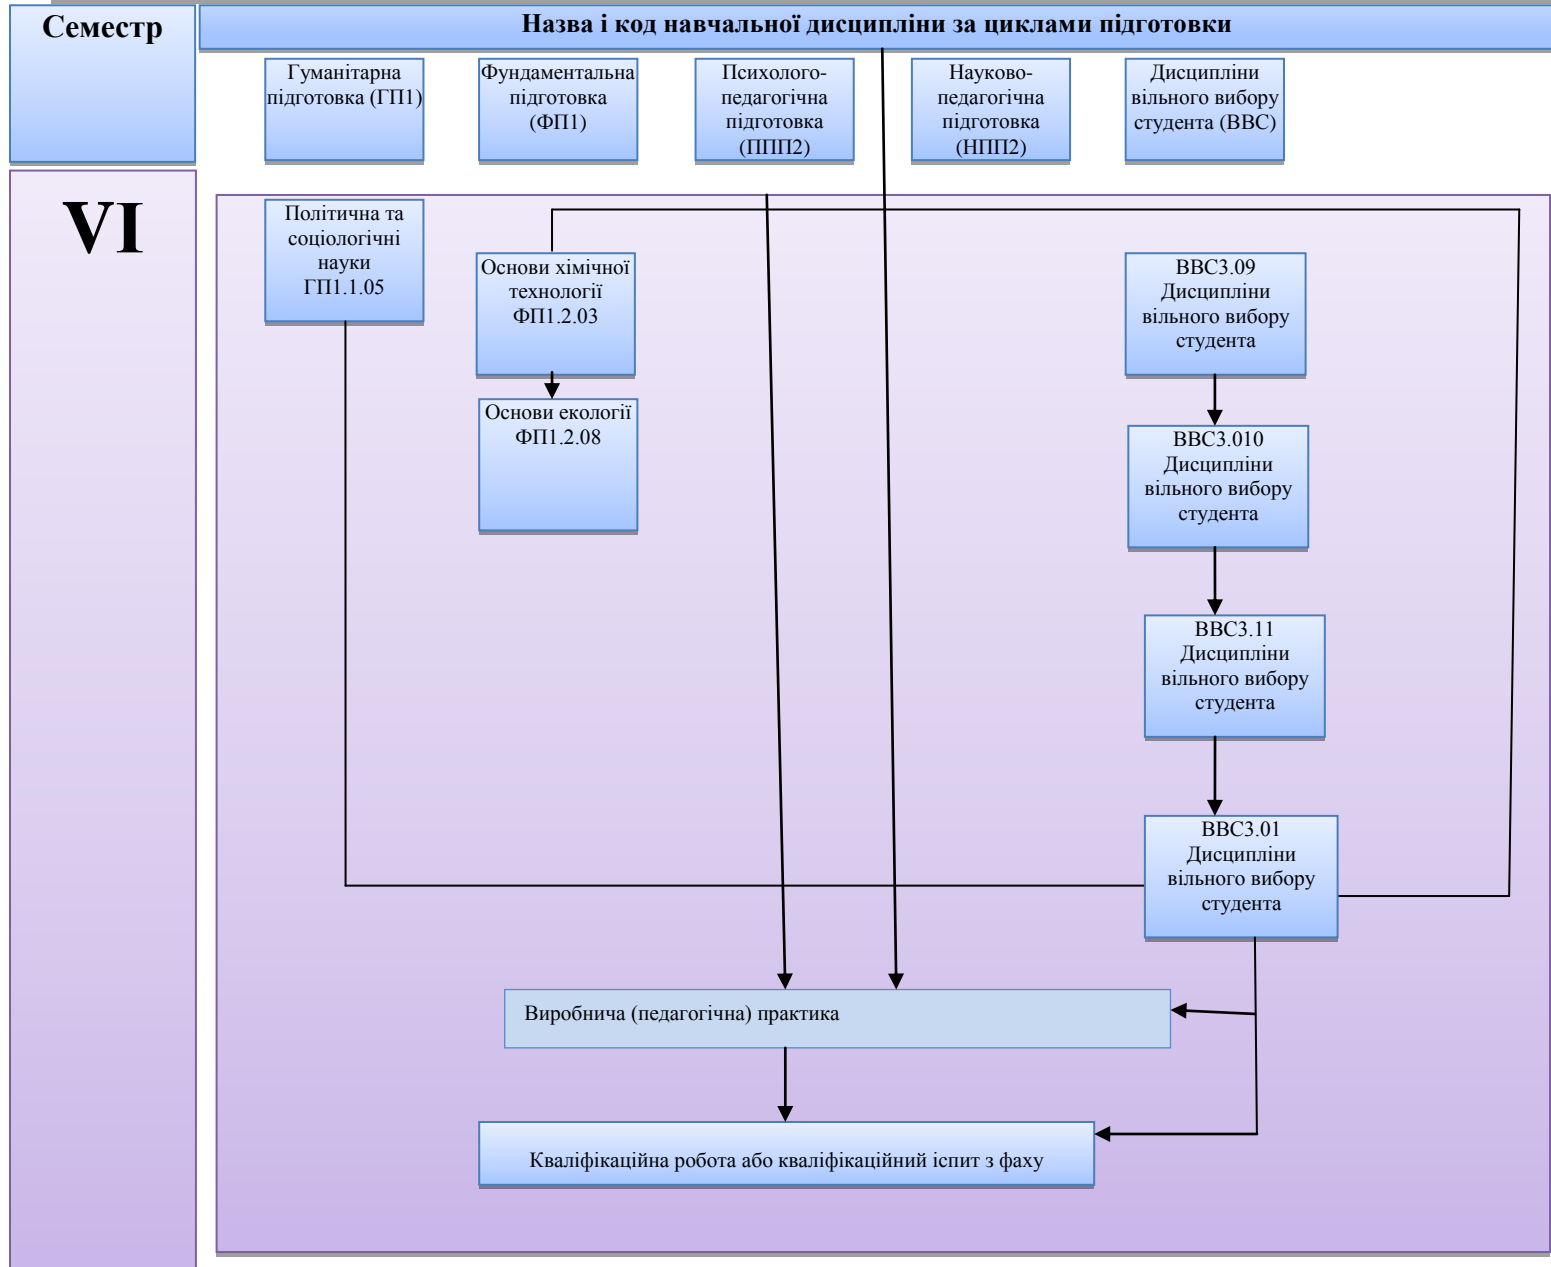 Семестр
Назва і код навчальної дисципліни за циклами підготовки
Гуманітарна
підготовка (ГП1)
Фундаментальна
підготовка
(ФП1)
Психолого-
педагогічна
підготовка
(ППП2)
Науково-
педагогічна
підготовка
(НПП2)
Дисципліни
вільного вибору
студента (ВВС)
VI
Політична та
соціологічні
науки
ГП1.1.05
Основи хімічної
технології
ФП1.2.03
Основи екології
ФП1.2.08
ВВС3.09
Дисципліни
вільного вибору
студента
ВВС3.010
Дисципліни
вільного вибору
студента
ВВС3.11
Дисципліни
вільного вибору
студента
ВВС3.01
Дисципліни
вільного вибору
студента
Виробнича (педагогічна) практика
Кваліфікаційна робота або кваліфікаційний іспит з фаху